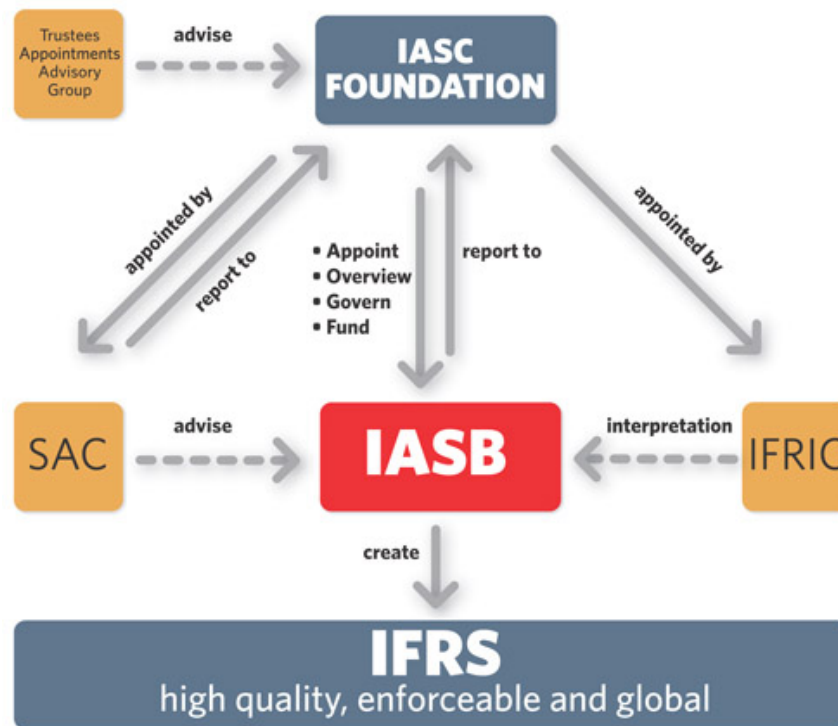 Trustees
Appointments
Advisory
Group
advise
IASC
FOUNDATION
appointed by
report to
▪ Appoint
▪ Overview
▪ Govern
▪ Fund
report to
appointed by
SAC
advise
IASB
interpretation
IFRIC
create
IFRS
high quality, enforceable and global